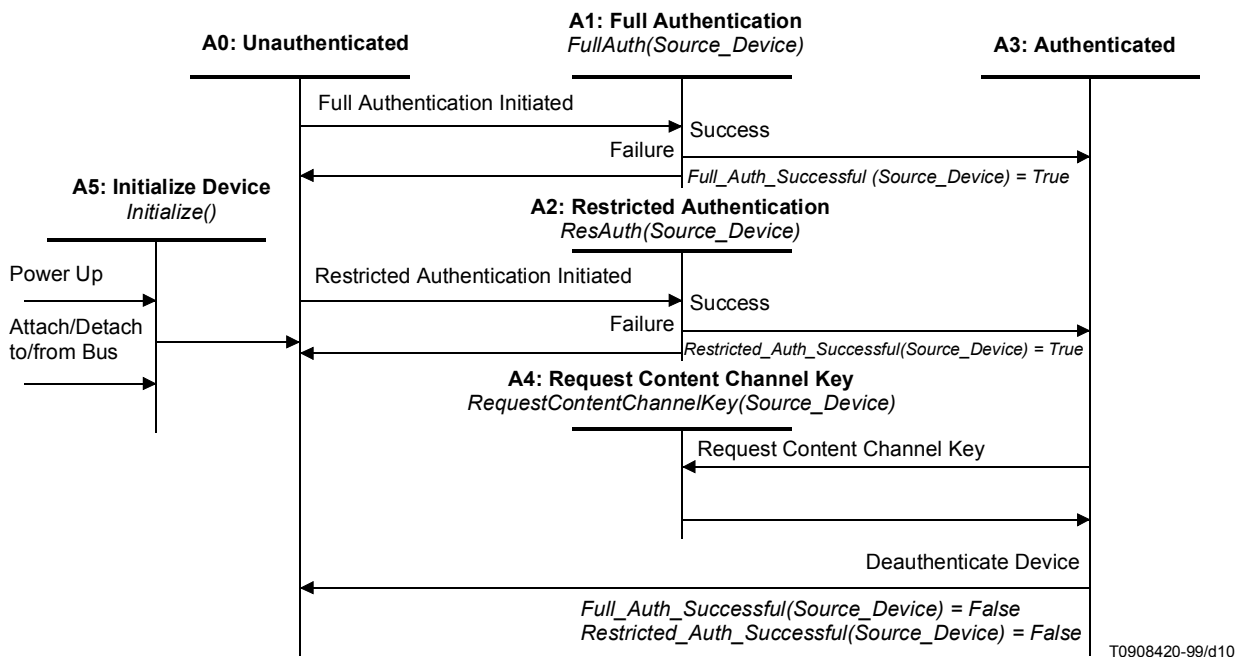 A1: Full Authentication
FullAuth(Source_Device)
A0: Unauthenticated
A3: Authenticated
Full Authentication Initiated
Success
Failure
Full_Auth_Successful (Source_Device) = True
A5: Initialize Device
Initialize()
A2: Restricted Authentication
ResAuth(Source_Device)
Power Up
Restricted Authentication Initiated
Success
Attach/Detach
to/from Bus
Failure
Restricted_Auth_Successful(Source_Device) = True
A4: Request Content Channel Key
RequestContentChannelKey(Source_Device)
Request Content Channel Key
Deauthenticate Device
Full_Auth_Successful(Source_Device) = False
Restricted_Auth_Successful(Source_Device) = False
T0908420-99/d10